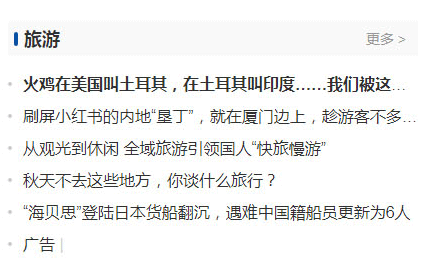 旅游
更多 >
火鸡在美国叫土耳其，在土耳其叫印度……我们被这…
刷屏小红书的内地“垦丁”，就在厦门边上，趁游客不多…
从观光到休闲 全域旅游引领国人“快旅慢游”
秋天不去这些地方，你谈什么旅行？
“海贝思”登陆日本货船翻沉，遇难中国籍船员更新为6人
广告 |